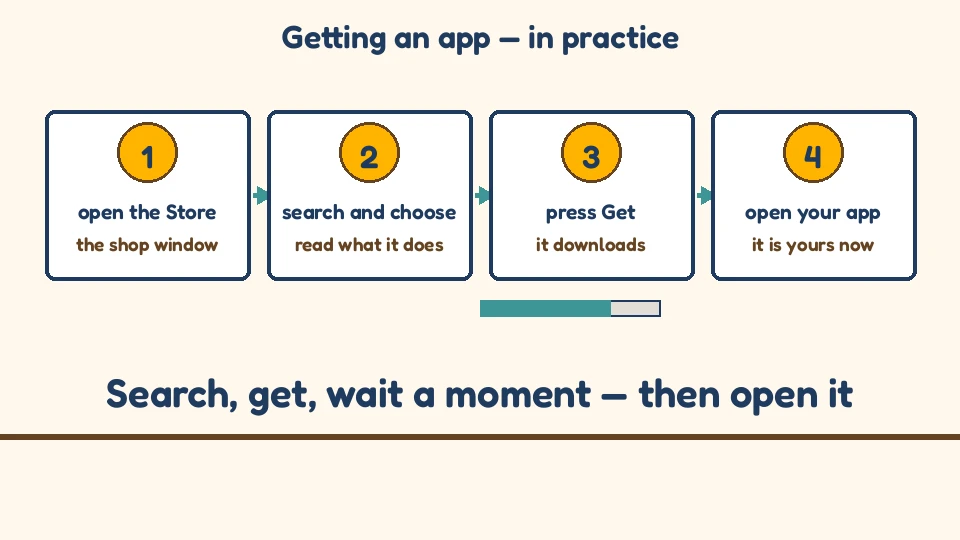 Getting an app — in practice
1
open the Store
the shop window
2
search and choose
read what it does
3
press Get
it downloads
4
open your app
it is yours now
Search, get, wait a moment — then open it